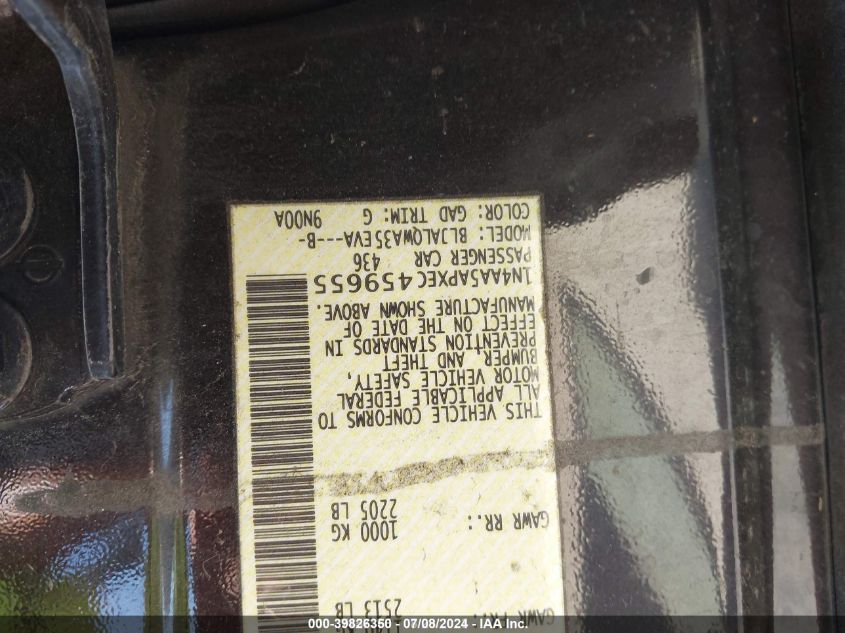 GAWR
2513 LB
GAWR RR.: 1000 KG
2205 LB
THIS VEHICLE CONFORMS TO
ALL APPLICABLE FEDERAL
MOTOR VEHICLE SAFETY,
BUMPER, AND THEFT
PREVENTION STANDARDS IN
EFFECT ON THE DATE OF
MANUFACTURE SHOWN ABOVE.
1N4AA5APXEC459655
PASSENGER CAR 436
MODEL: BLJALQWA35EVA---B-
COLOR: GAD TRIM: G 9N00A
000-39826350 - 07/08/2024 - IAA Inc.